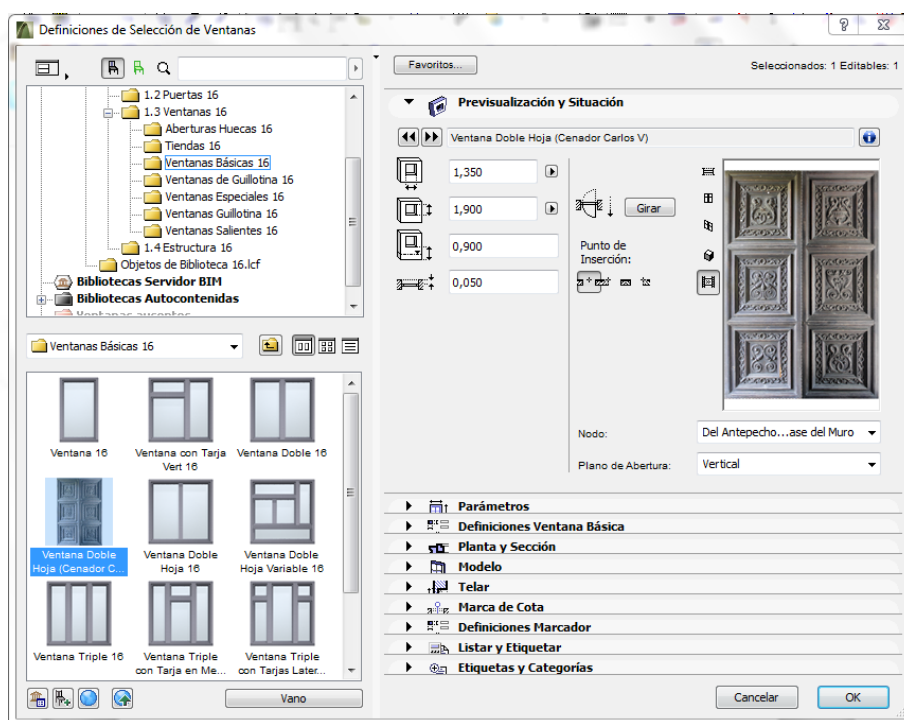 Definiciones de Selección de Ventanas
Favoritos...
Seleccionados: 1 Editables: 1
1.2 Puertas 16
1.3 Ventanas 16
Aberturas Huecas 16
Tiendas 16
Ventanas Básicas 16
Ventanas de Guillotina 16
Ventanas Especiales 16
Ventanas Guillotina 16
Ventanas Salientes 16
1.4 Estructura 16
Objetos de Biblioteca 16.lcf
Bibliotecas Servidor BIM
Bibliotecas Autocontenidas
Ventanas Básicas 16
Ventana 16
Ventana con Tarja
Vert 16
Ventana Doble 16
Ventana Doble
Hoja (Cenador C...
Ventana Doble
Hoja 16
Ventana Doble
Hoja Variable 16
Ventana Triple 16
Ventana Triple
con Tarja en Me...
Ventana Triple
con Tarjas Later...
Vano
Previsualización y Situación
Ventana Doble Hoja (Cenador Carlos V)
1,350
1,900
0,900
0,050
Girar
Punto de
Inserción:
Nodo:
Del Antepecho...ase del Muro
Plano de Abertura:
Vertical
Parámetros
Definiciones Ventana Básica
Planta y Sección
Modelo
Telar
Marca de Cota
Definiciones Marcador
Listar y Etiquetar
Etiquetas y Categorías
Cancelar
OK